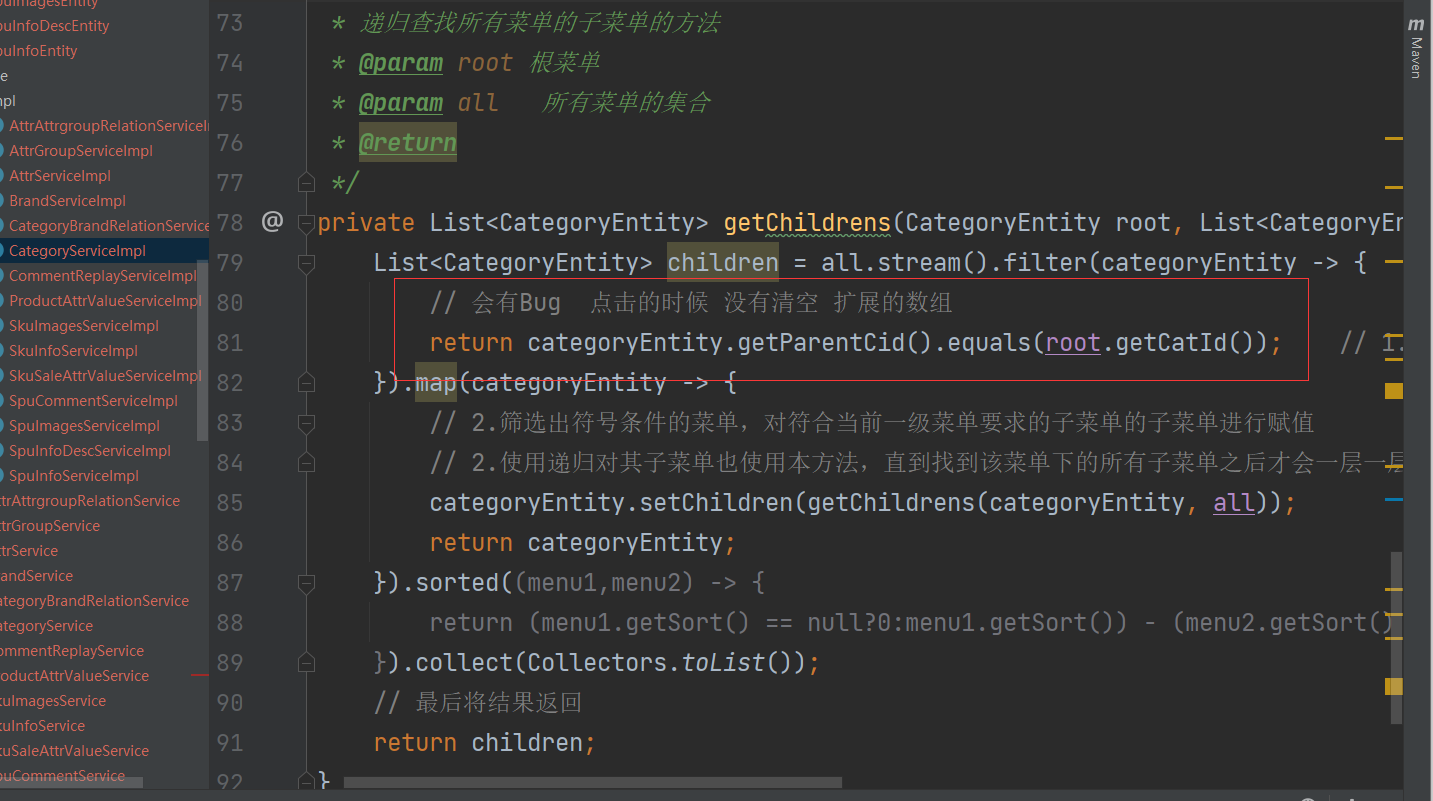 puImagesEntity
puInfoDescEntity
puInfoEntity
ce
mpl
AttrAttrgroupRelationServiceI
AttrGroupServiceImpl
AttrServiceImpl
BrandServiceImpl
CategoryBrandRelationService
CategoryServiceImpl
CommentReplayServiceImpl
ProductAttrValueServiceImpl
SkuImagesServiceImpl
SkuInfoServiceImpl
SkuSaleAttrValueServiceImpl
SpuCommentServiceImpl
SpuImagesServiceImpl
SpuInfoDescServiceImpl
SpuInfoServiceImpl
ttrAttrgroupRelationService
ttrGroupService
ttrService
randService
ategoryBrandRelationService
ategoryService
ommentReplayService
roductAttrValueService
kuImagesService
kuInfoService
kuSaleAttrValueService
puCommentService
73 * 递归查找所有菜单的子菜单的方法
74 * @param root 根菜单
75 * @param all 所有菜单的集合
76 * @return
77 */
78 @ private List<CategoryEntity> getChildrens(CategoryEntity root, List<CategoryEn
79 List<CategoryEntity> children = all.stream().filter(categoryEntity -> {
80 // 会有Bug 点击的时候 没有清空 扩展的数组
81 return categoryEntity.getParentCid().equals(root.getCatId()); // 1.
82 }).map(categoryEntity -> {
83 // 2.筛选出符号条件的菜单，对符合当前一级菜单要求的子菜单的子菜单进行赋值
84 // 2.使用递归对其子菜单也使用本方法，直到找到该菜单下的所有子菜单之后才会一层一层
85 categoryEntity.setChildren(getChildrens(categoryEntity, all));
86 return categoryEntity;
87 }).sorted((menu1,menu2) -> {
88 return (menu1.getSort() == null?0:menu1.getSort()) - (menu2.getSort()
89 }).collect(Collectors.toList());
90 // 最后将结果返回
91 return children;
92 }
m
Maven